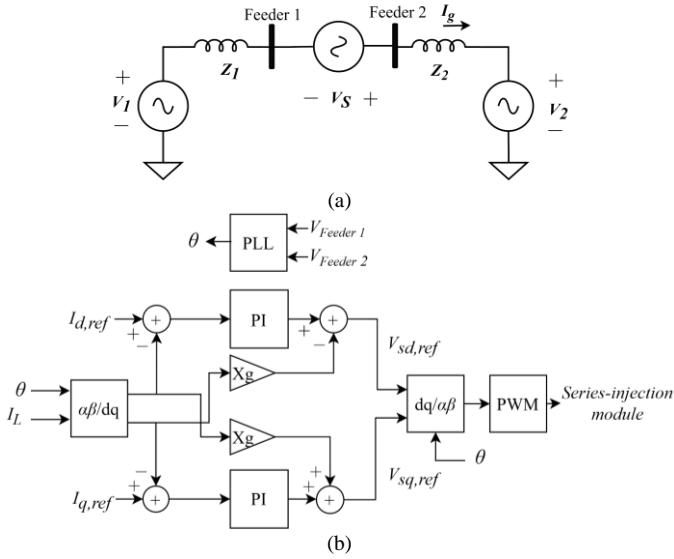 Feeder 1
Feeder 2
I_g
Z_1
Z_2
+
V_1
−
− V_S +
+
V_2
−
(a)
θ
PLL
V_Feeder 1
V_Feeder 2
I_d,ref
+
−
+
PI
+
−
+
V_sd,ref
θ
I_L
αβ/dq
Xg
Xg
dq/αβ
PWM
Series-injection
module
θ
I_q,ref
−
+
+
PI
+
+
+
V_sq,ref
(b)